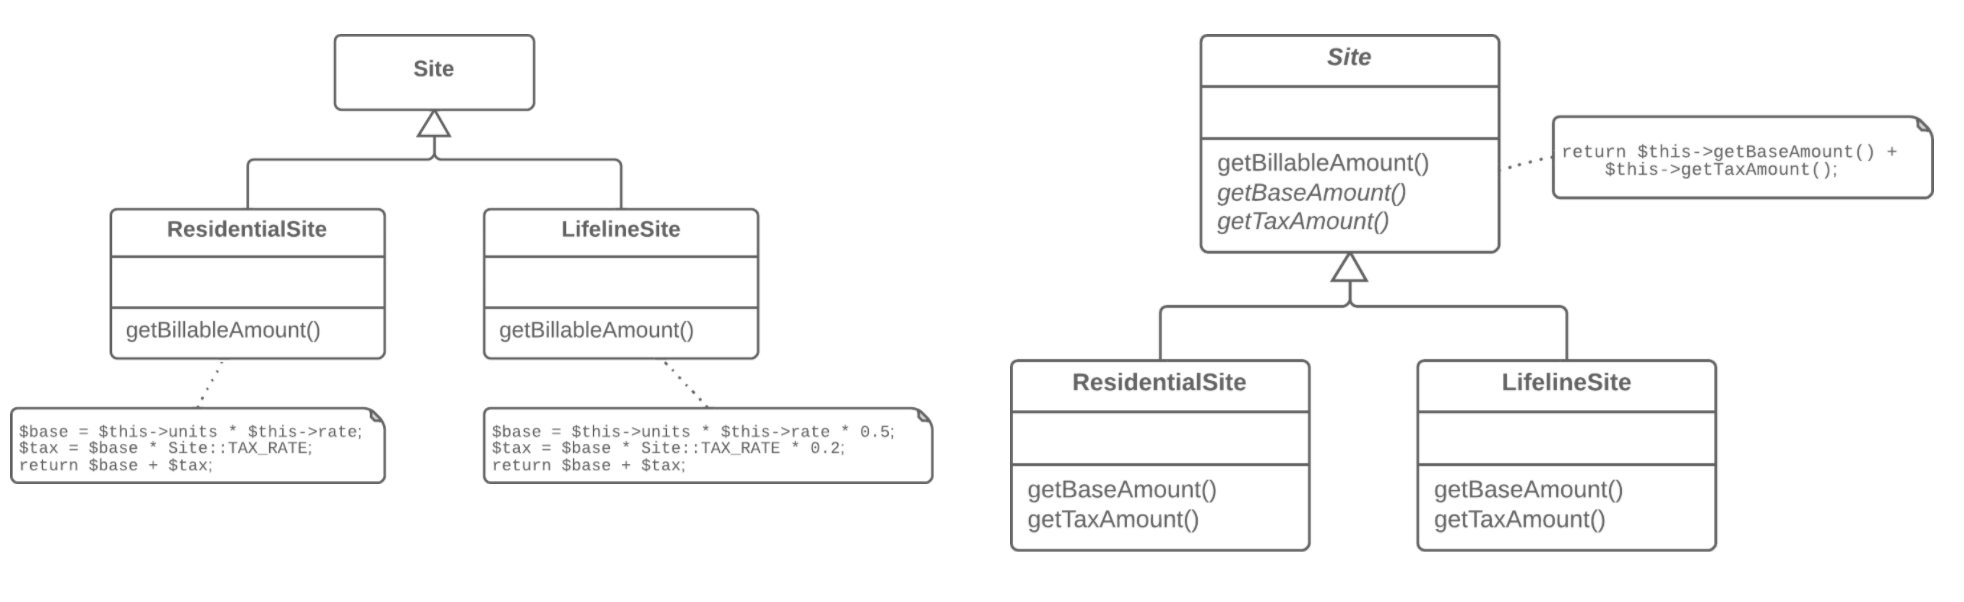 Site
ResidentialSite
getBillableAmount()
LifelineSite
getBillableAmount()
$base = $this->units * $this->rate;
$tax = $base * Site::TAX_RATE;
return $base + $tax;
$base = $this->units * $this->rate * 0.5;
$tax = $base * Site::TAX_RATE * 0.2;
return $base + $tax;
Site
getBillableAmount()
getBaseAmount()
getTaxAmount()
return $this->getBaseAmount() +
$this->getTaxAmount();
ResidentialSite
getBaseAmount()
getTaxAmount()
LifelineSite
getBaseAmount()
getTaxAmount()